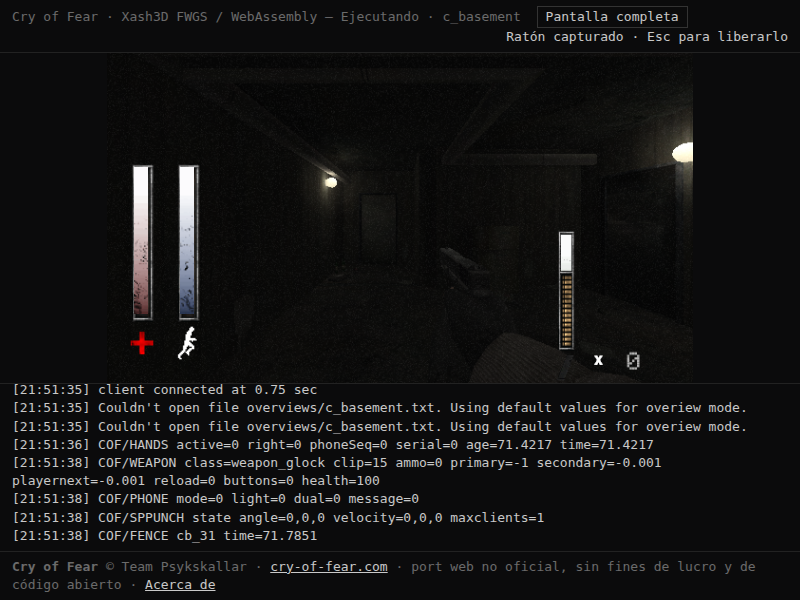 Cry of Fear · Xash3D FWGS / WebAssembly — Ejecutando · c_basement
Pantalla completa
Ratón capturado · Esc para liberarlo
x 0
[21:51:35] client connected at 0.75 sec
[21:51:35] Couldn't open file overviews/c_basement.txt. Using default values for overiew mode.
[21:51:35] Couldn't open file overviews/c_basement.txt. Using default values for overiew mode.
[21:51:36] COF/HANDS active=0 right=0 phoneSeq=0 serial=0 age=71.4217 time=71.4217
[21:51:38] COF/WEAPON class=weapon_glock clip=15 ammo=0 primary=-1 secondary=-0.001
playernext=-0.001 reload=0 buttons=0 health=100
[21:51:38] COF/PHONE mode=0 light=0 dual=0 message=0
[21:51:38] COF/SPPUNCH state angle=0,0,0 velocity=0,0,0 maxclients=1
[21:51:38] COF/FENCE cb_31 time=71.7851
Cry of Fear © Team Psykskallar · cry-of-fear.com · port web no oficial, sin fines de lucro y de
código abierto · Acerca de